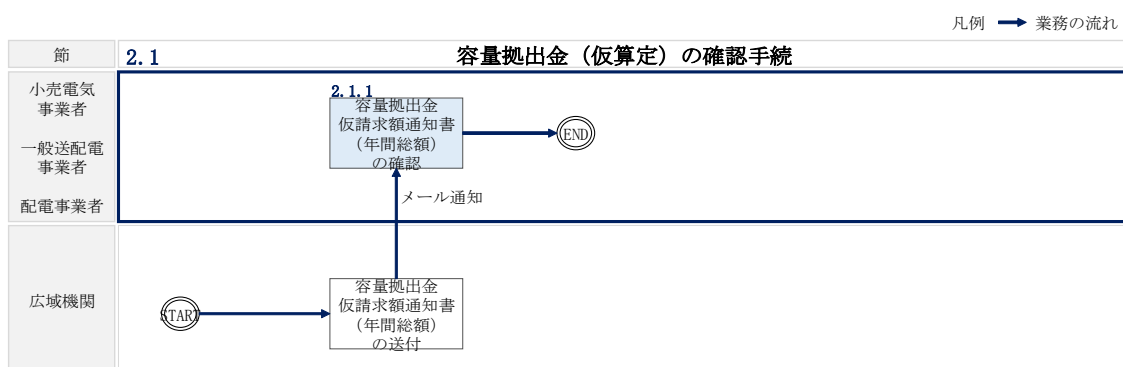 凡例 業務の流れ
節
2.1 容量拠出金（仮算定）の確認手続
小売電気
事業者
一般送配電
事業者
配電事業者
2.1.1
容量拠出金
仮請求額通知書
（年間総額）
の確認
END
メール通知
広域機関
START
容量拠出金
仮請求額通知書
（年間総額）
の送付